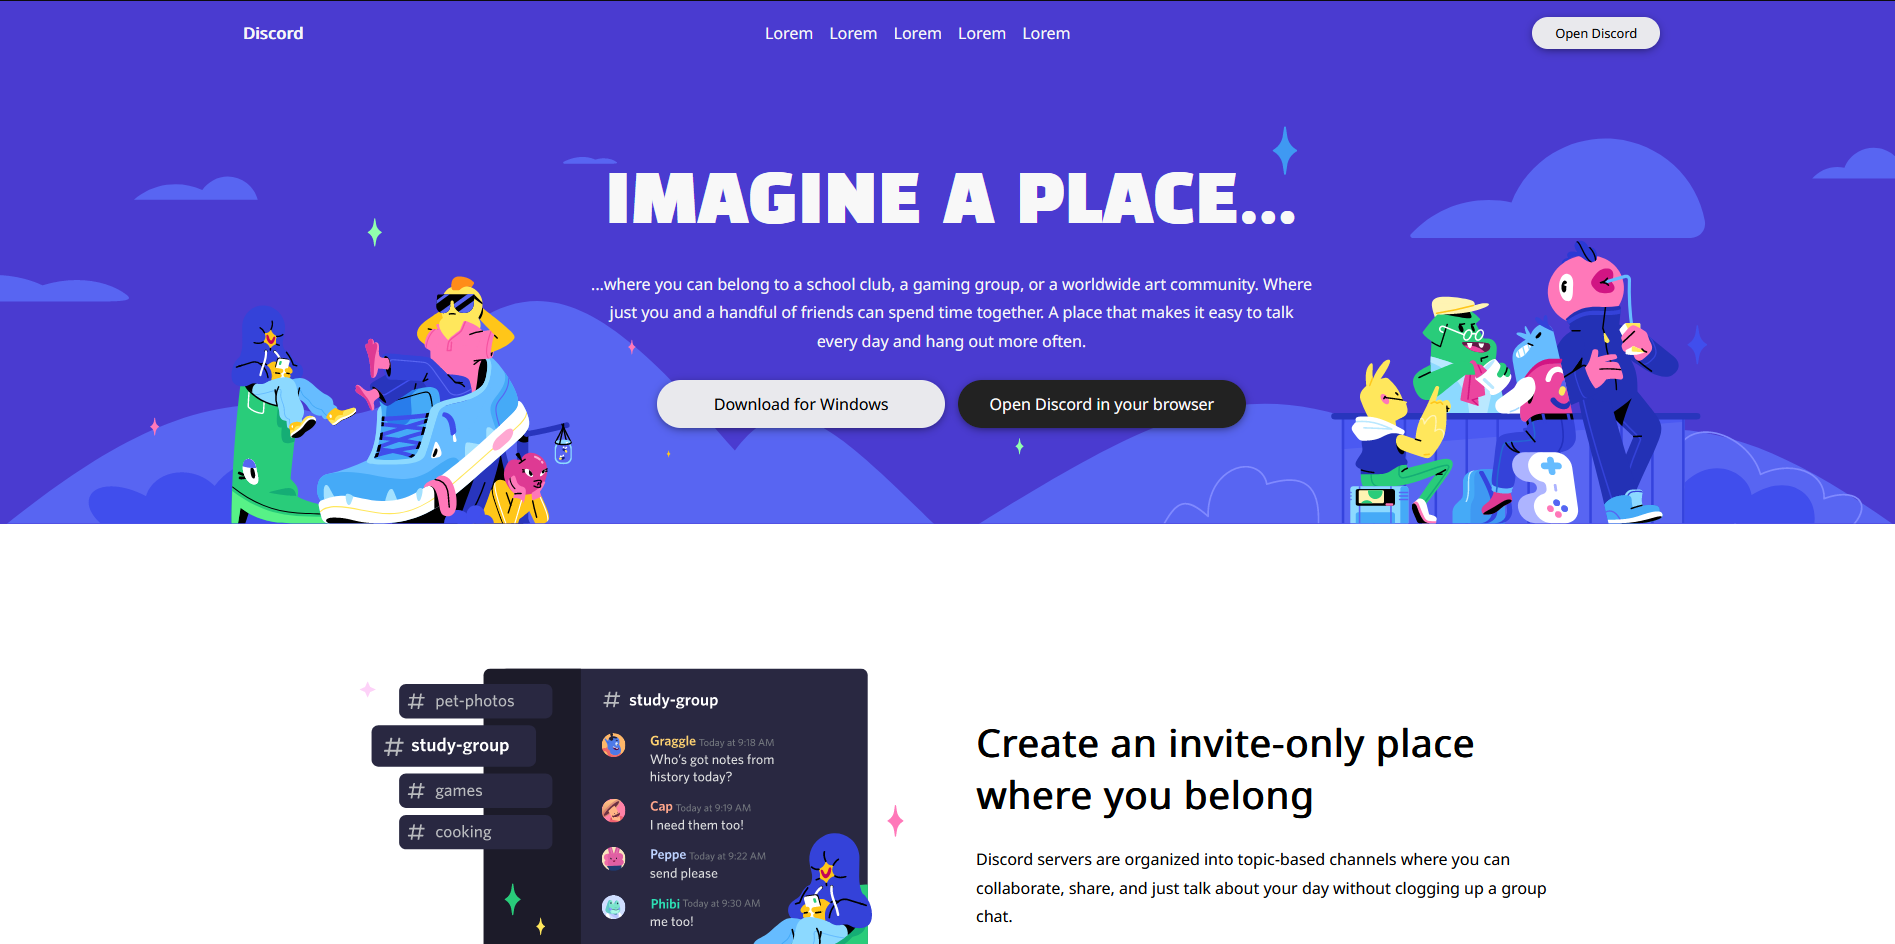 Discord
Lorem Lorem Lorem Lorem Lorem
Open Discord
IMAGINE A PLACE...
...where you can belong to a school club, a gaming group, or a worldwide art community. Where
just you and a handful of friends can spend time together. A place that makes it easy to talk
every day and hang out more often.
Download for Windows
Open Discord in your browser
# pet-photos
# study-group
# games
# cooking
# study-group
Graggle Today at 9:18 AM
Who's got notes from
history today?
Cap Today at 9:19 AM
I need them too!
Peppe Today at 9:22 AM
send please
Phibi Today at 9:30 AM
me too!
Create an invite-only place
where you belong
Discord servers are organized into topic-based channels where you can
collaborate, share, and just talk about your day without clogging up a group
chat.